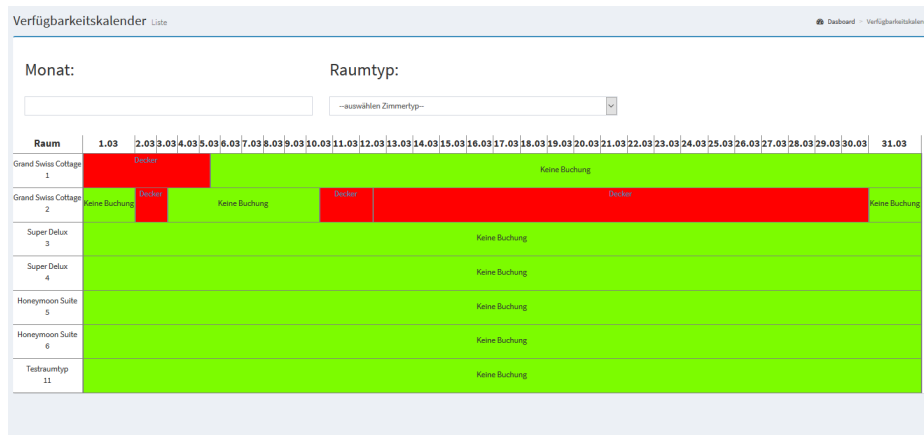 Verfügbarkeitskalender Liste
Dasboard > Verfügbarkeitskalen
Monat: Raumtyp:
--auswählen Zimmertyp--
Raum 1.03 2.03 3.03 4.03 5.03 6.03 7.03 8.03 9.03 10.03 11.03 12.03 13.03 14.03 15.03 16.03 17.03 18.03 19.03 20.03 21.03 22.03 23.03 24.03 25.03 26.03 27.03 28.03 29.03 30.03 31.03
Grand Swiss Cottage
1
Decker Keine Buchung
Grand Swiss Cottage
2
Keine Buchung Decker Keine Buchung Decker Decker Keine Buchung
Super Delux
3
Keine Buchung
Super Delux
4
Keine Buchung
Honeymoon Suite
5
Keine Buchung
Honeymoon Suite
6
Keine Buchung
Testraumtyp
11
Keine Buchung